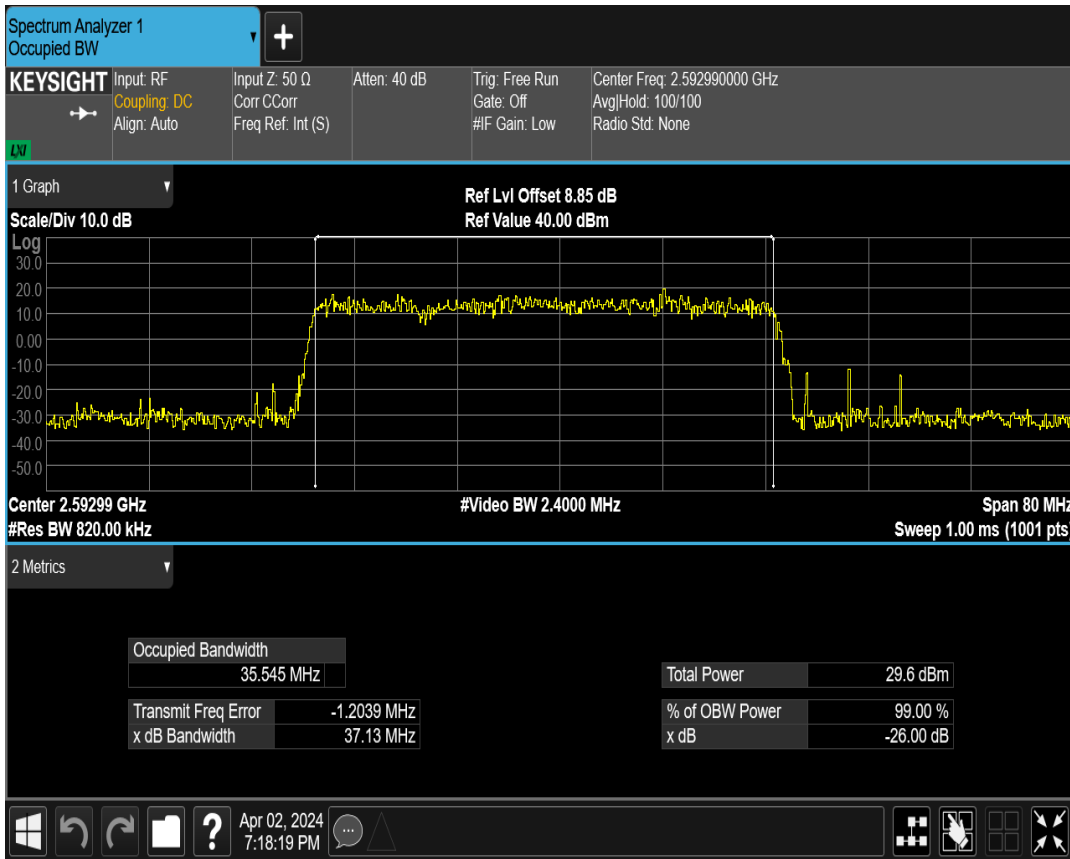 Spectrum Analyzer 1
Occupied BW
+
KEYSIGHT
LXI
Input: RF
Coupling: DC
Align: Auto
Input Z: 50 Ω
Corr CCorr
Freq Ref: Int (S)
Atten: 40 dB
Trig: Free Run
Gate: Off
#IF Gain: Low
Center Freq: 2.592990000 GHz
Avg|Hold: 100/100
Radio Std: None
1 Graph
Scale/Div 10.0 dB
Ref Lvl Offset 8.85 dB
Ref Value 40.00 dBm
Log
30.0
20.0
10.0
0.00
-10.0
-20.0
-30.0
-40.0
-50.0
Center 2.59299 GHz
#Video BW 2.4000 MHz
Span 80 MHz
#Res BW 820.00 kHz
Sweep 1.00 ms (1001 pts)
2 Metrics
Occupied Bandwidth
35.545 MHz
Transmit Freq Error -1.2039 MHz
x dB Bandwidth 37.13 MHz
Total Power 29.6 dBm
% of OBW Power 99.00 %
x dB -26.00 dB
?
Apr 02, 2024
7:18:19 PM